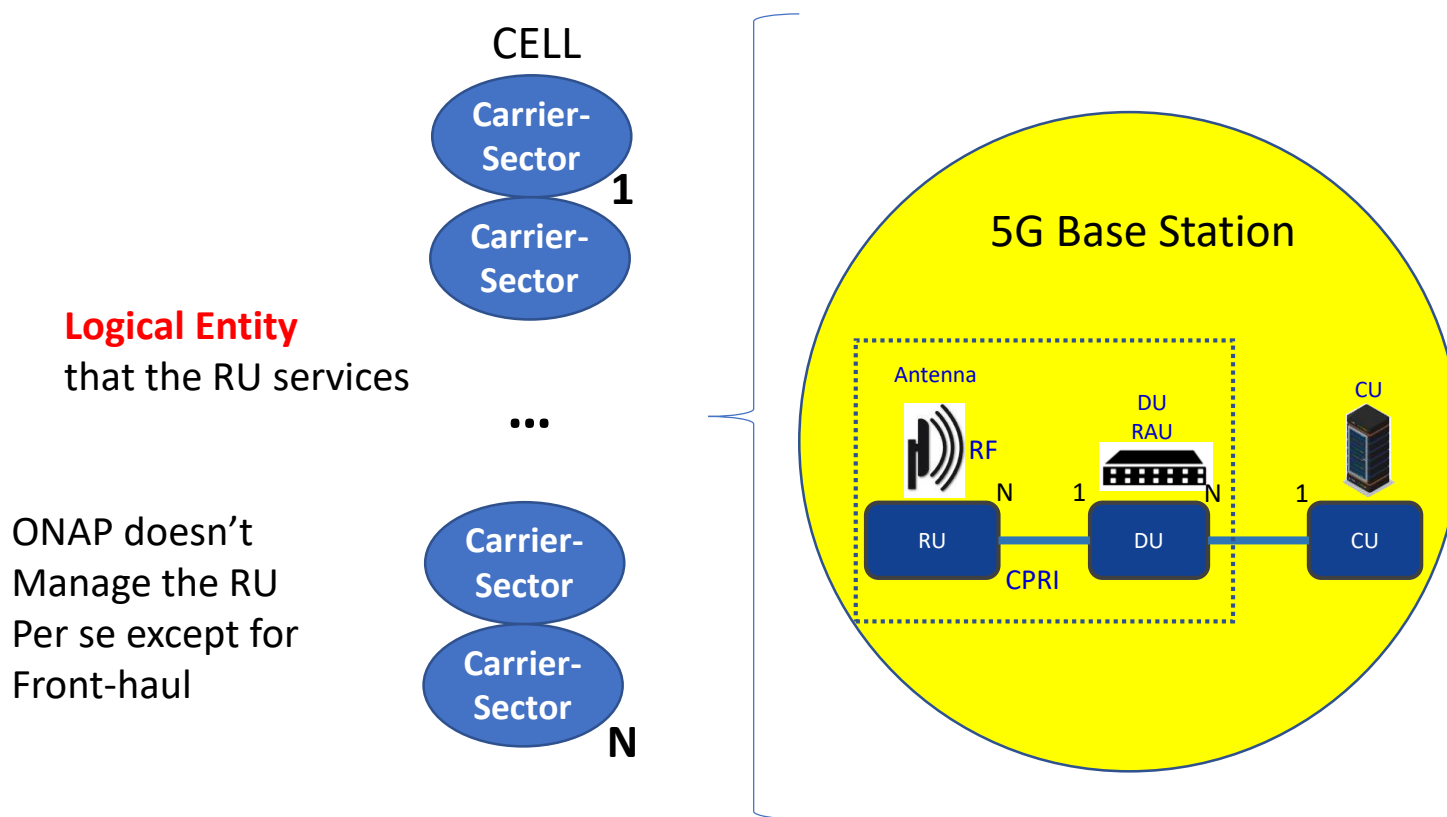 CELL
Carrier-
Sector
1
Carrier-
Sector
Logical Entity
that the RU services
...
ONAP doesn’t
Manage the RU
Per se except for
Front-haul
Carrier-
Sector
Carrier-
Sector
N
5G Base Station
Antenna
RF
DU
RAU
CU
N
1
N
1
RU
DU
CU
CPRI